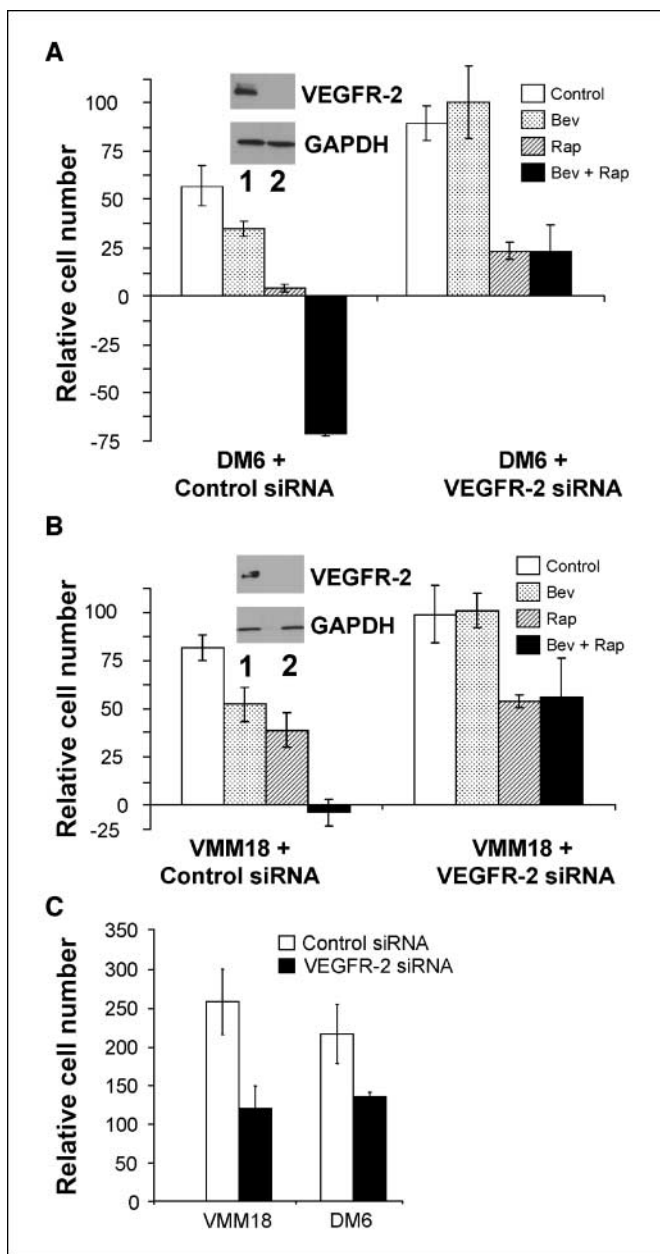 A
Relative cell number
100
75
50
25
0
-25
-50
-75
VEGFR-2
GAPDH
1 2
Control
Bev
Rap
Bev + Rap
DM6 +
Control siRNA
DM6 +
VEGFR-2 siRNA
B
Relative cell number
100
75
50
25
0
-25
VEGFR-2
GAPDH
1 2
Control
Bev
Rap
Bev + Rap
VMM18 +
Control siRNA
VMM18 +
VEGFR-2 siRNA
C
Relative cell number
350
300
250
200
150
100
50
0
Control siRNA
VEGFR-2 siRNA
VMM18
DM6